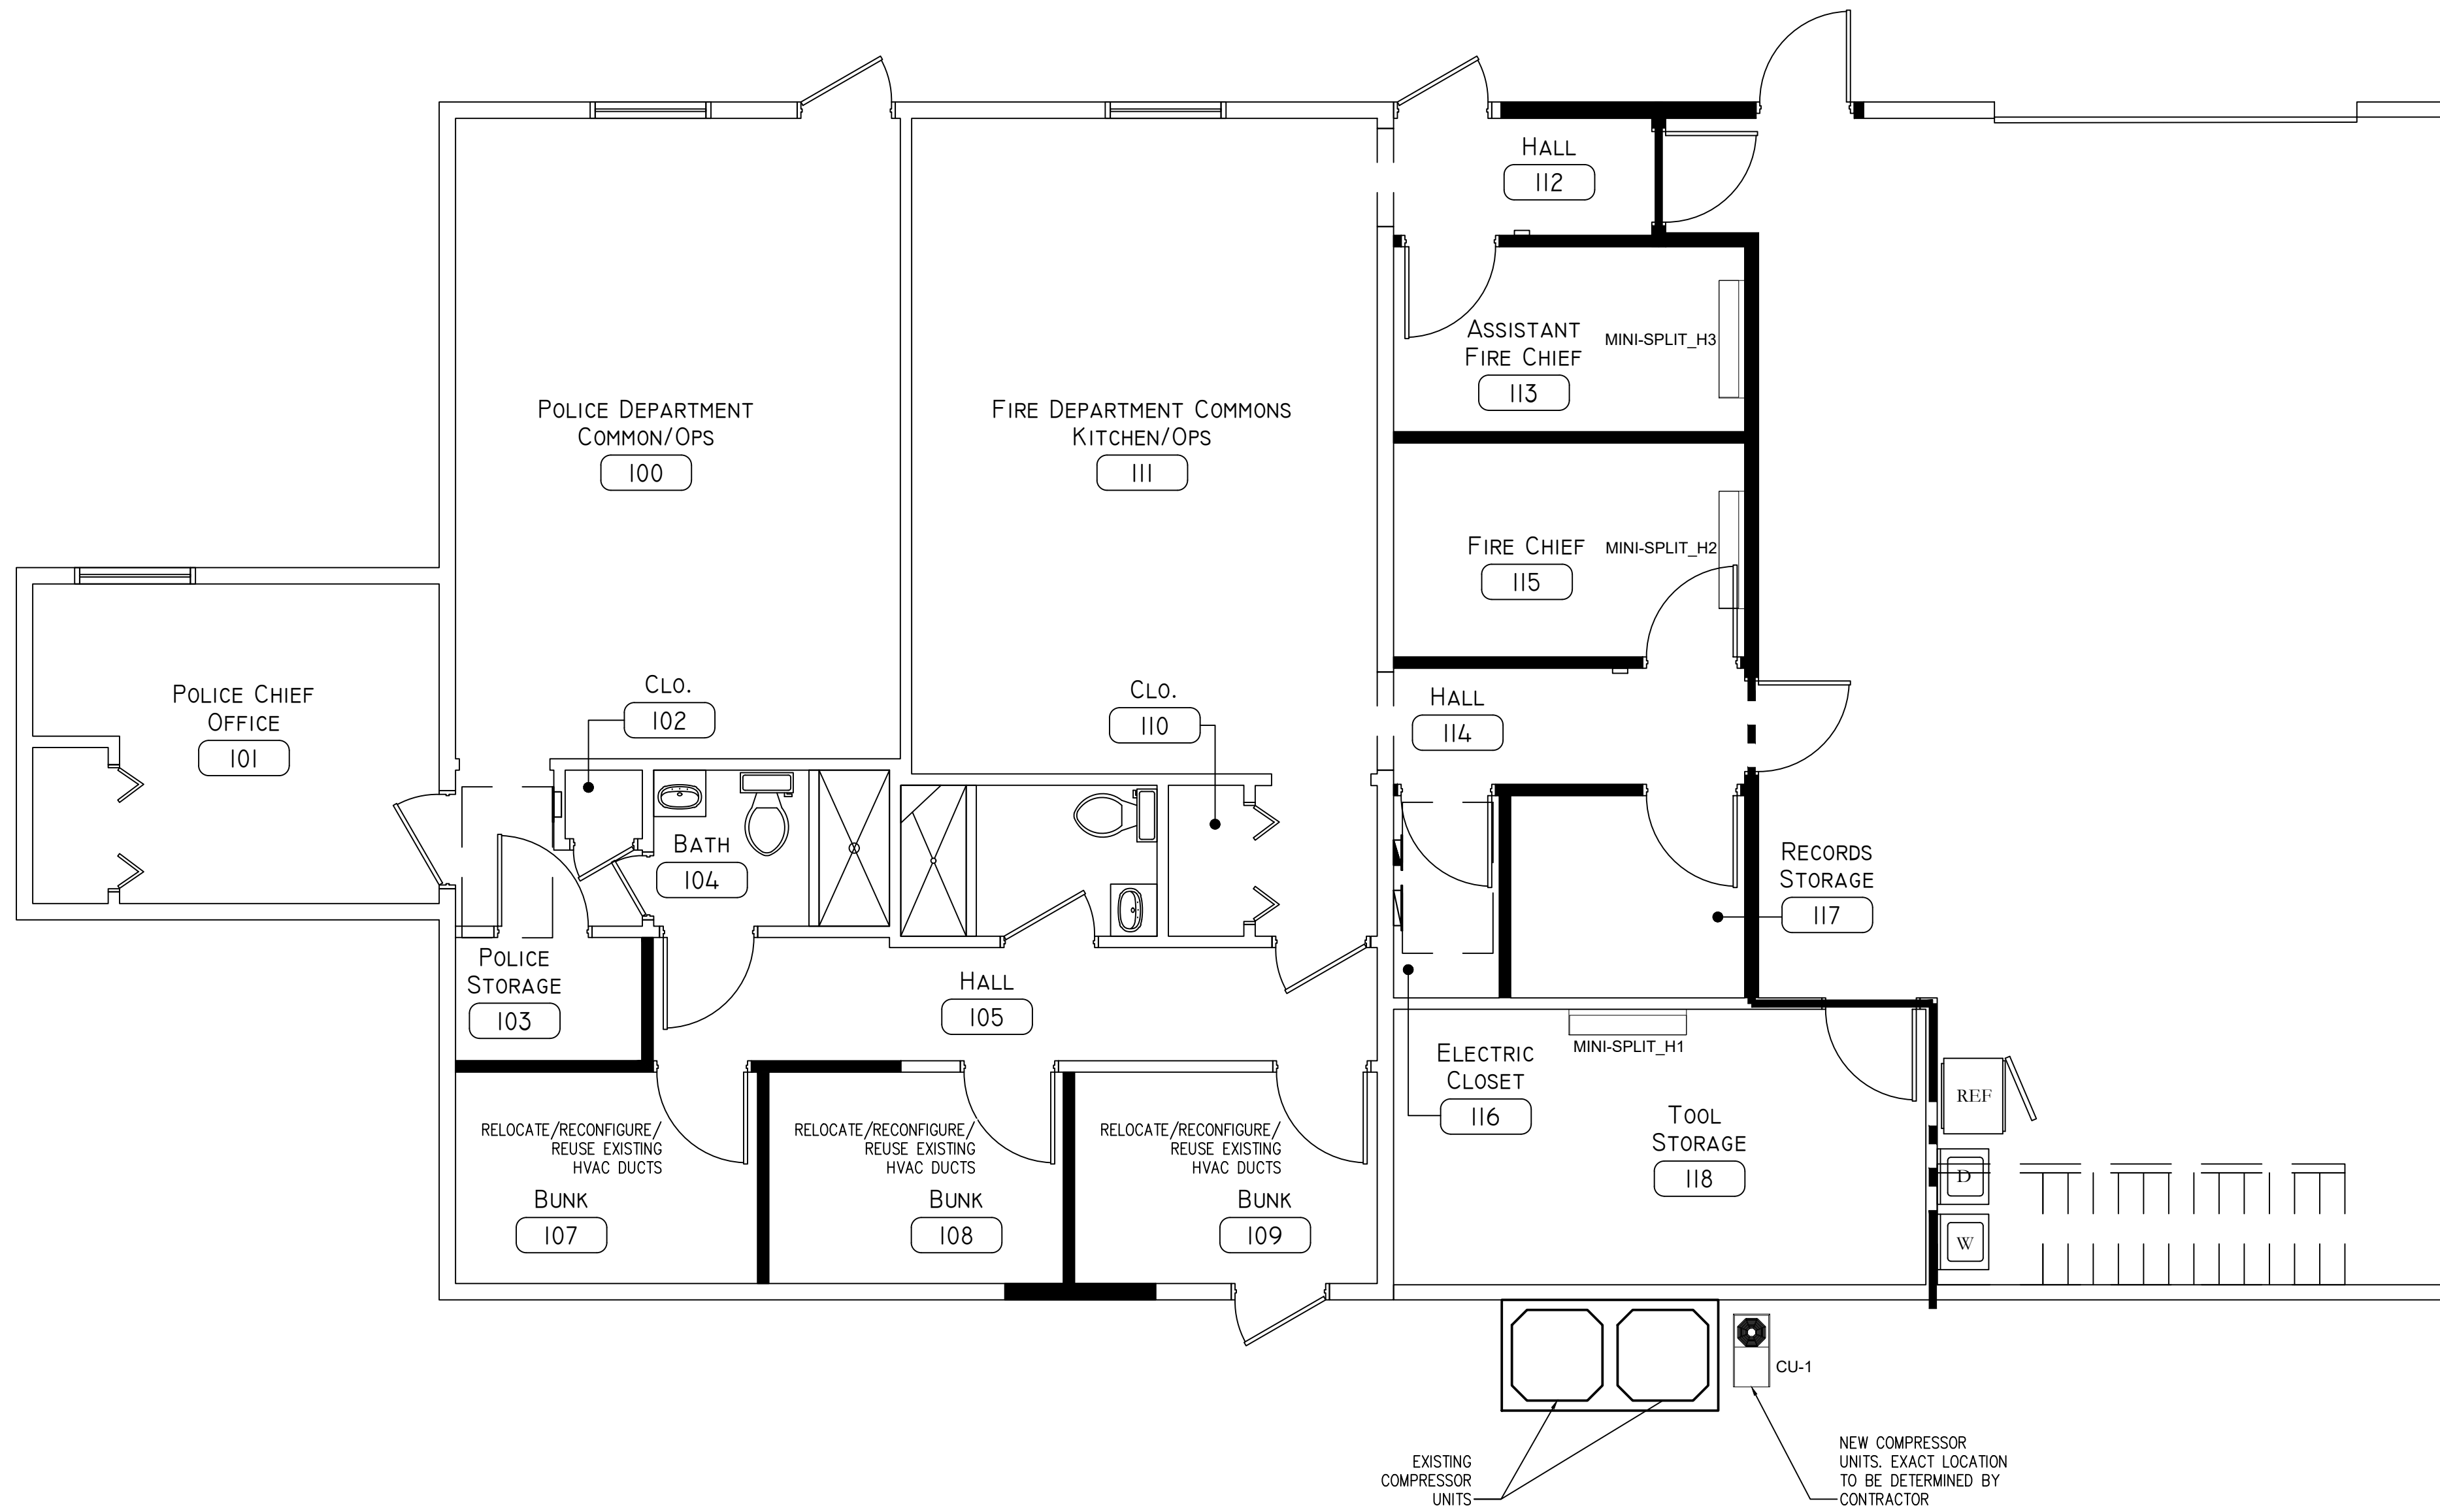 HALL
112
ASSISTANT
FIRE CHIEF
113
MINI-SPLIT_H3
POLICE DEPARTMENT
COMMON/OPS
100
FIRE DEPARTMENT COMMONS
KITCHEN/OPS
111
FIRE CHIEF
115
MINI-SPLIT_H2
POLICE CHIEF
OFFICE
101
CLO.
102
CLO.
110
HALL
114
BATH
104
RECORDS
STORAGE
117
POLICE
STORAGE
103
HALL
105
MINI-SPLIT_H1
ELECTRIC
CLOSET
116
TOOL
STORAGE
118
REF
D
W
RELOCATE/RECONFIGURE/
REUSE EXISTING
HVAC DUCTS
BUNK
107
RELOCATE/RECONFIGURE/
REUSE EXISTING
HVAC DUCTS
BUNK
108
RELOCATE/RECONFIGURE/
REUSE EXISTING
HVAC DUCTS
BUNK
109
CU-1
EXISTING
COMPRESSOR
UNITS
NEW COMPRESSOR
UNITS. EXACT LOCATION
TO BE DETERMINED BY
CONTRACTOR